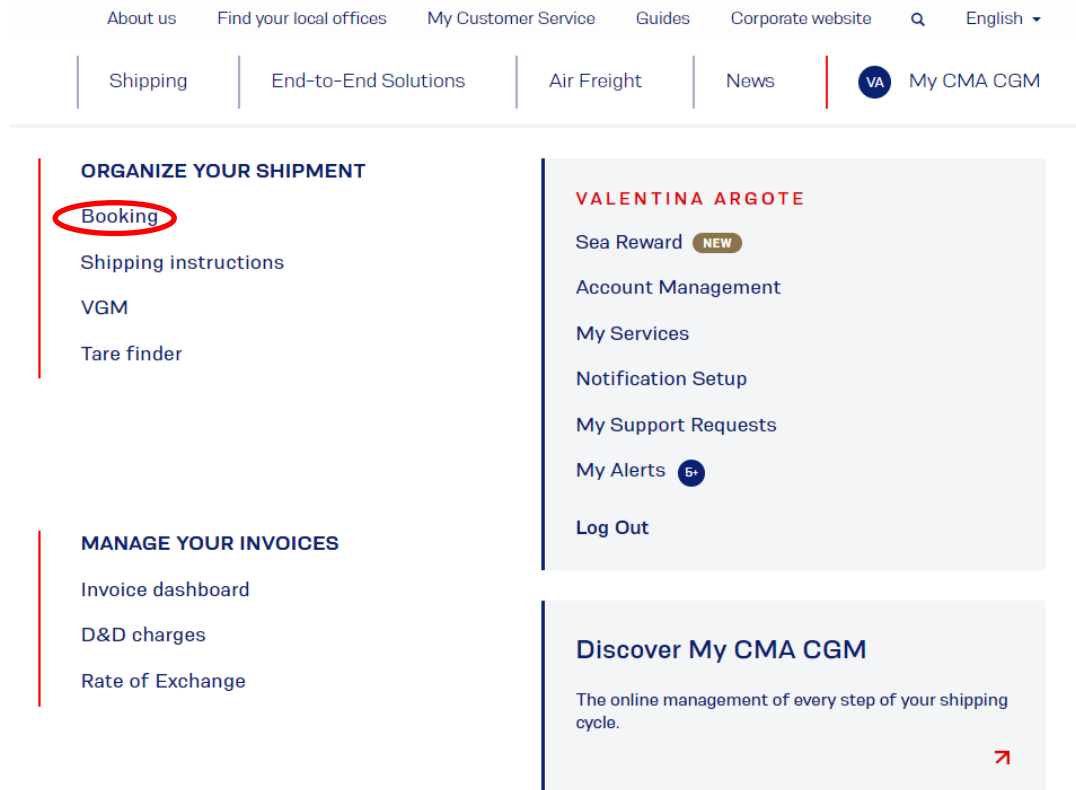 About us Find your local offices My Customer Service Guides Corporate website English
Shipping End-to-End Solutions Air Freight News VA My CMA CGM
ORGANIZE YOUR SHIPMENT
Booking
Shipping instructions
VGM
Tare finder
MANAGE YOUR INVOICES
Invoice dashboard
D&D charges
Rate of Exchange
VALENTINA ARGOTE
Sea Reward NEW
Account Management
My Services
Notification Setup
My Support Requests
My Alerts 5+
Log Out
Discover My CMA CGM
The online management of every step of your shipping
cycle.